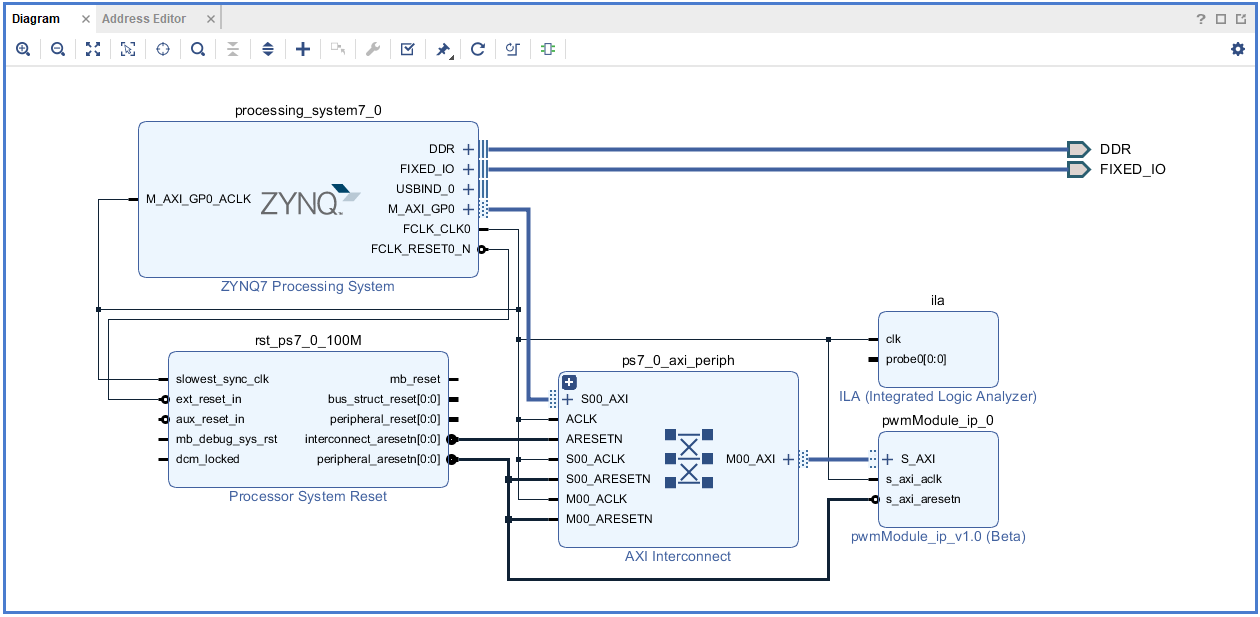 Diagram
Address Editor
processing_system7_0
DDR
FIXED_IO
USBIND_0
M_AXI_GP0
FCLK_CLK0
FCLK_RESET0_N
M_AXI_GP0_ACLK
ZYNQ
ZYNQ7 Processing System
DDR
FIXED_IO
rst_ps7_0_100M
slowest_sync_clk
ext_reset_in
aux_reset_in
mb_debug_sys_rst
dcm_locked
mb_reset
bus_struct_reset[0:0]
peripheral_reset[0:0]
interconnect_aresetn[0:0]
peripheral_aresetn[0:0]
Processor System Reset
ps7_0_axi_periph
S00_AXI
ACLK
ARESETN
S00_ACLK
S00_ARESETN
M00_ACLK
M00_ARESETN
M00_AXI
AXI Interconnect
ila
clk
probe0[0:0]
ILA (Integrated Logic Analyzer)
pwmModule_ip_0
S_AXI
s_axi_aclk
s_axi_aresetn
pwmModule_ip_v1.0 (Beta)